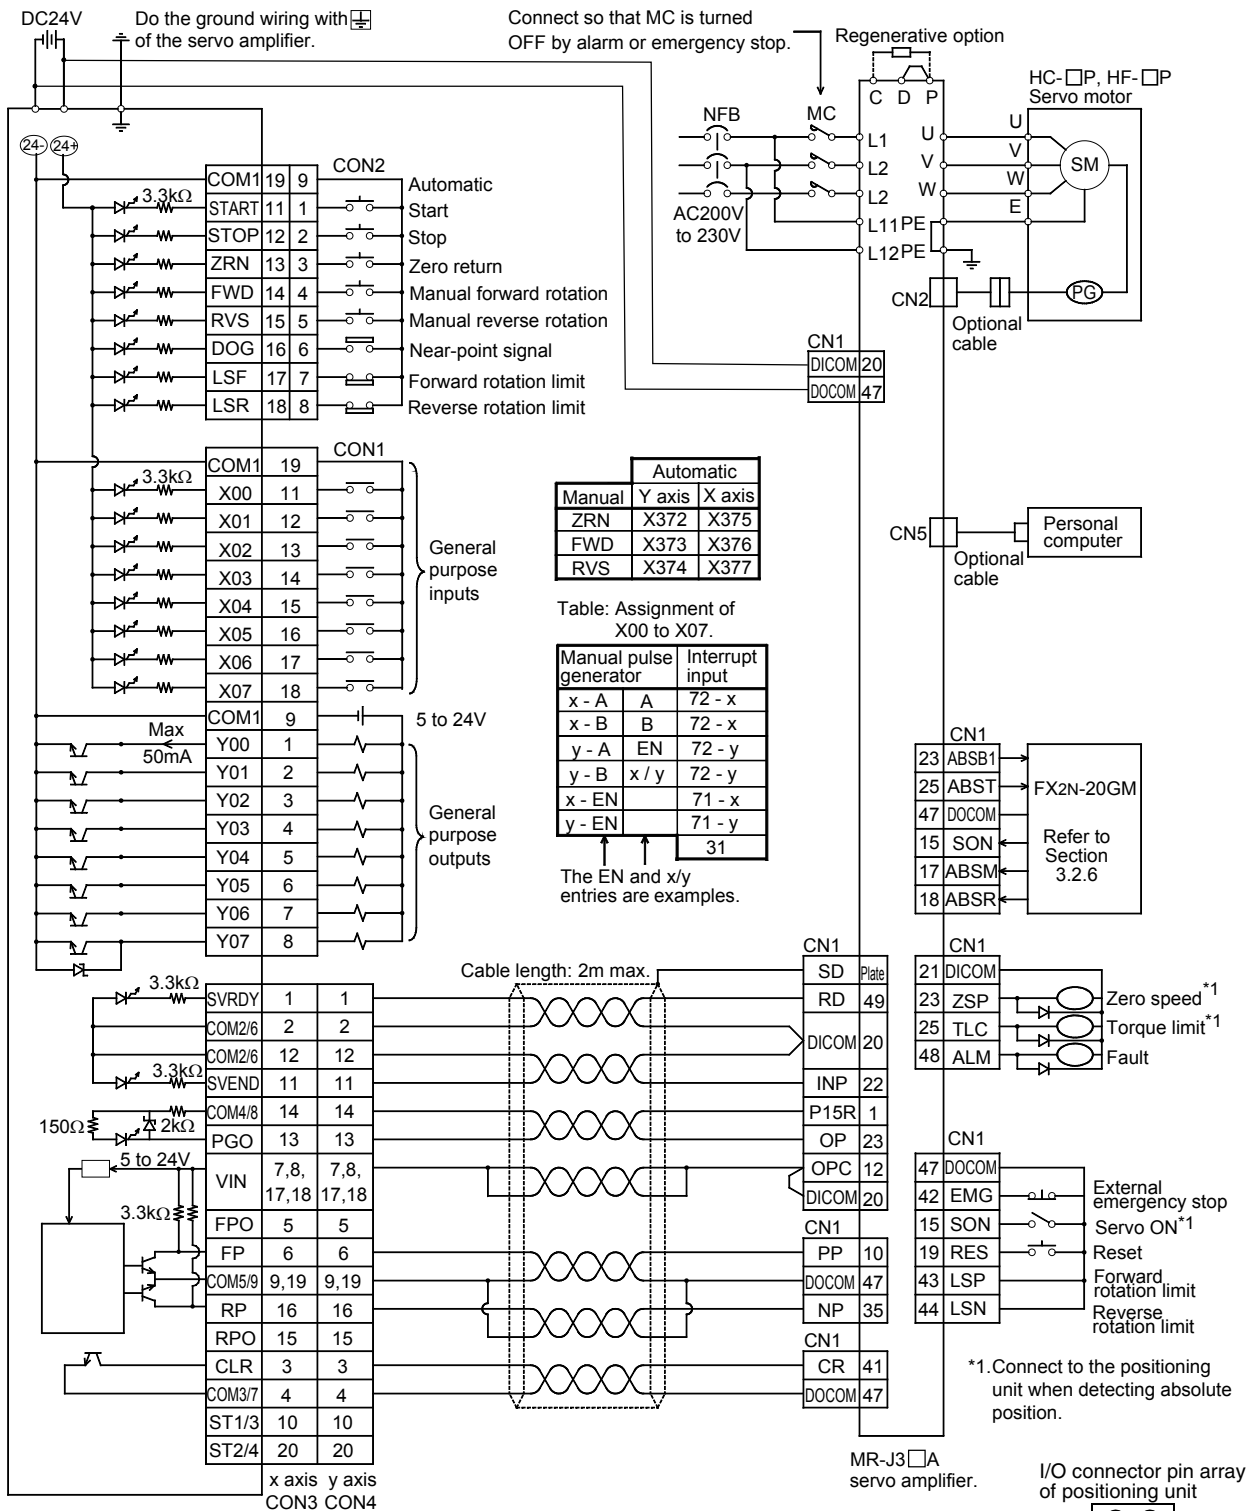 DC24V
Do the ground wiring with
of the servo amplifier.
Connect so that MC is turned
OFF by alarm or emergency stop.
Regenerative option
HC-□P, HF-□P
Servo motor
C D P
NFB
MC
L1
L2
L2
L11
L12
U
V
W
PE
PE
U
V
W
E
SM
PG
AC200V
to 230V
CN2
Optional
cable
24-
24+
3.3kΩ
CON2
COM1 19 9 Automatic
START 11 1 Start
STOP 12 2 Stop
ZRN 13 3 Zero return
FWD 14 4 Manual forward rotation
RVS 15 5 Manual reverse rotation
DOG 16 6 Near-point signal
LSF 17 7 Forward rotation limit
LSR 18 8 Reverse rotation limit
CN1
DICOM 20
DOCOM 47
CON1
3.3kΩ
COM1 19
X00 11
X01 12
X02 13
X03 14
X04 15
X05 16
X06 17
X07 18
General
purpose
inputs
COM1 9 5 to 24V
Max
50mA
Y00 1
Y01 2
Y02 3
Y03 4
Y04 5
Y05 6
Y06 7
Y07 8
General
purpose
outputs
Automatic
Manual Y axis X axis
ZRN X372 X375
FWD X373 X376
RVS X374 X377
Table: Assignment of
X00 to X07.
Manual pulse generator Interrupt input
x - A A 72 - x
x - B B 72 - x
y - A EN 72 - y
y - B x / y 72 - y
x - EN 71 - x
y - EN 71 - y
31
The EN and x/y
entries are examples.
CN5
Optional
cable
Personal
computer
CN1
23 ABSB1
25 ABST
47 DOCOM
15 SON
17 ABSM
18 ABSR
FX2N-20GM
Refer to
Section
3.2.6
Cable length: 2m max.
3.3kΩ
SVRDY 1 1
COM2/6 2 2
COM2/6 12 12
3.3kΩ
SVEND 11 11
COM4/8 14 14
150Ω
2kΩ
PGO 13 13
5 to 24V
VIN 7,8, 7,8,
17,18 17,18
3.3kΩ
FPO 5 5
FP 6 6
COM5/9 9,19 9,19
RP 16 16
RPO 15 15
CLR 3 3
COM3/7 4 4
ST1/3 10 10
ST2/4 20 20
x axis y axis
CON3 CON4
CN1
SD Plate
RD 49
DICOM 20
INP 22
P15R 1
OP 23
OPC 12
DICOM 20
CN1
PP 10
DOCOM 47
NP 35
CN1
CR 41
DOCOM 47
MR-J3□A
servo amplifier.
CN1
21 DICOM
23 ZSP Zero speed*1
25 TLC Torque limit*1
48 ALM Fault
CN1
47 DOCOM
42 EMG External
emergency stop
15 SON Servo ON*1
19 RES Reset
43 LSP Forward
rotation limit
44 LSN Reverse
rotation limit
*1.Connect to the positioning
unit when detecting absolute
position.
I/O connector pin array
of positioning unit